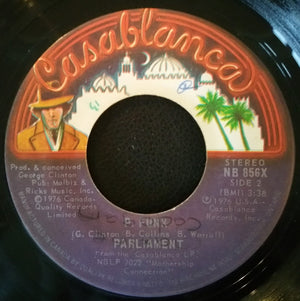 Casablanca
STEREO
NB 856X
SIDE 2
(BMI) 3:38
Prod. & conceived
George Clinton
Pub: Malbiz &
Ricks Music, Inc.
℗1976 Canada-
Quality Records
Limited
℗1976 U.S.A.-
Casablanca
Records, Inc.
P. FUNK
(G. Clinton B. Collins B. Worrell)
PARLIAMENT
From the Casablanca LP
NBLP 7022 "Mothership
Connection"